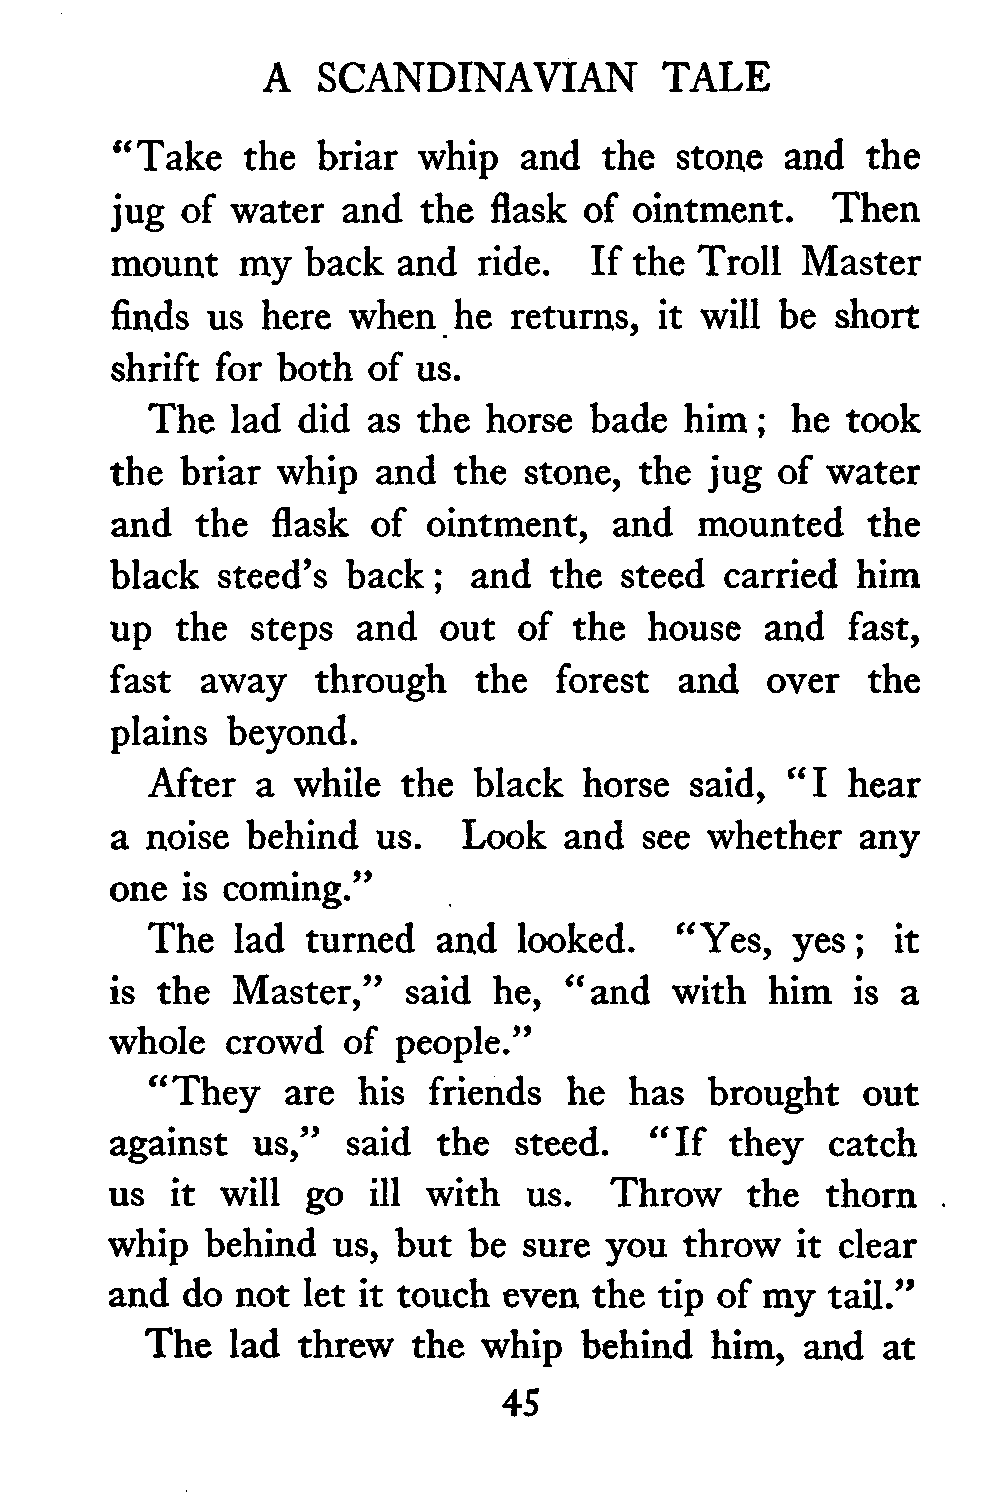 A SCANDINAVIAN TALE
“Take the briar whip and the stone and the
jug of water and the flask of ointment. Then
mount my back and ride. If the Troll Master
finds us here when he returns, it will be short
shrift for both of us.
The lad did as the horse bade him; he took
the briar whip and the stone, the jug of water
and the flask of ointment, and mounted the
black steed’s back; and the steed carried him
up the steps and out of the house and fast,
fast away through the forest and over the
plains beyond.
After a while the black horse said, “I hear
a noise behind us. Look and see whether any
one is coming.”
The lad turned and looked. “Yes, yes; it
is the Master,” said he, “and with him is a
whole crowd of people.”
“They are his friends he has brought out
against us,” said the steed. “If they catch
us it will go ill with us. Throw the thorn
whip behind us, but be sure you throw it clear
and do not let it touch even the tip of my tail.”
The lad threw the whip behind him, and at
45